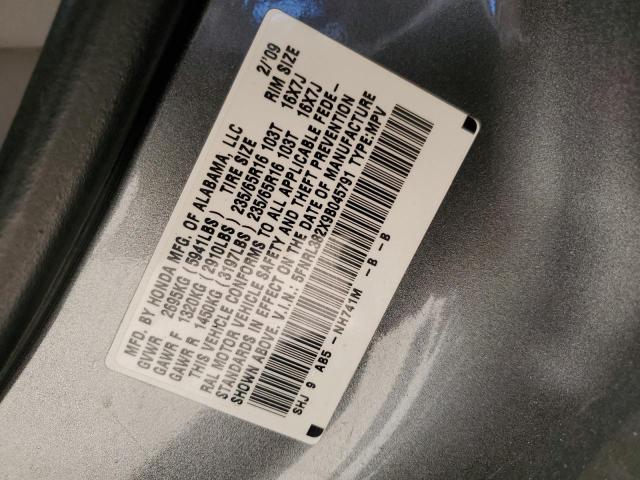 MFG. BY HONDA MFG. OF ALABAMA, LLC 2/'09
GVWR 2695KG (5941LBS) TIRE SIZE RIM SIZE
GAWR F 1320KG (2910LBS) 235/65R16 103T 16X7J
GAWR R 1450KG (3197LBS) 235/65R16 103T 16X7J
THIS VEHICLE CONFORMS TO ALL APPLICABLE FEDE-
RAL MOTOR VEHICLE SAFETY AND THEFT PREVENTION
STANDARDS IN EFFECT ON THE DATE OF MANUFACTURE
SHOWN ABOVE. V.I.N: 5FNRL382X9B045791 TYPE:MPV
SHJ 9 AB5 -NH741M -B -B